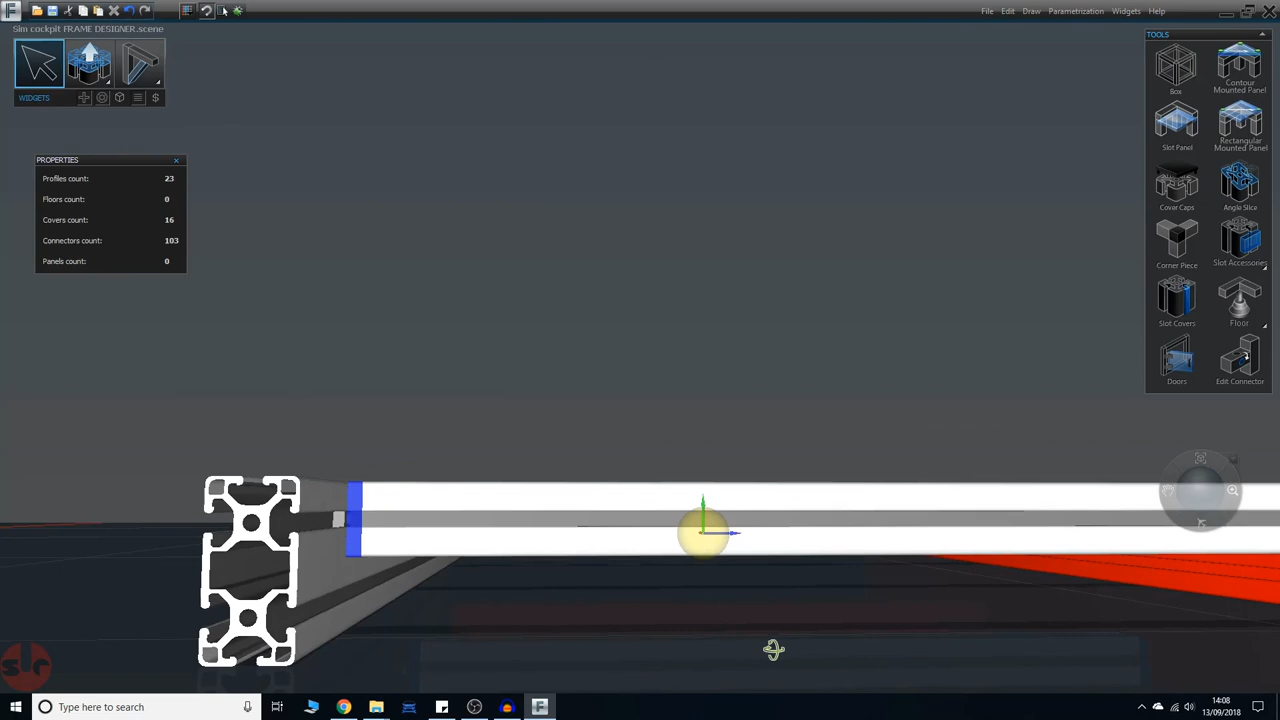 File Edit Draw Parametrization Widgets Help
Sim cockpit FRAME DESIGNER.scene
WIDGETS
PROPERTIES
Profiles count: 23
Floors count: 0
Covers count: 16
Connectors count: 103
Panels count: 0
TOOLS
Box
Contour Mounted Panel
Slot Panel
Rectangular Mounted Panel
Cover Caps
Angle Slice
Corner Piece
Slot Accessories
Slot Covers
Floor
Doors
Edit Connector
Type here to search
14:08
13/09/2018